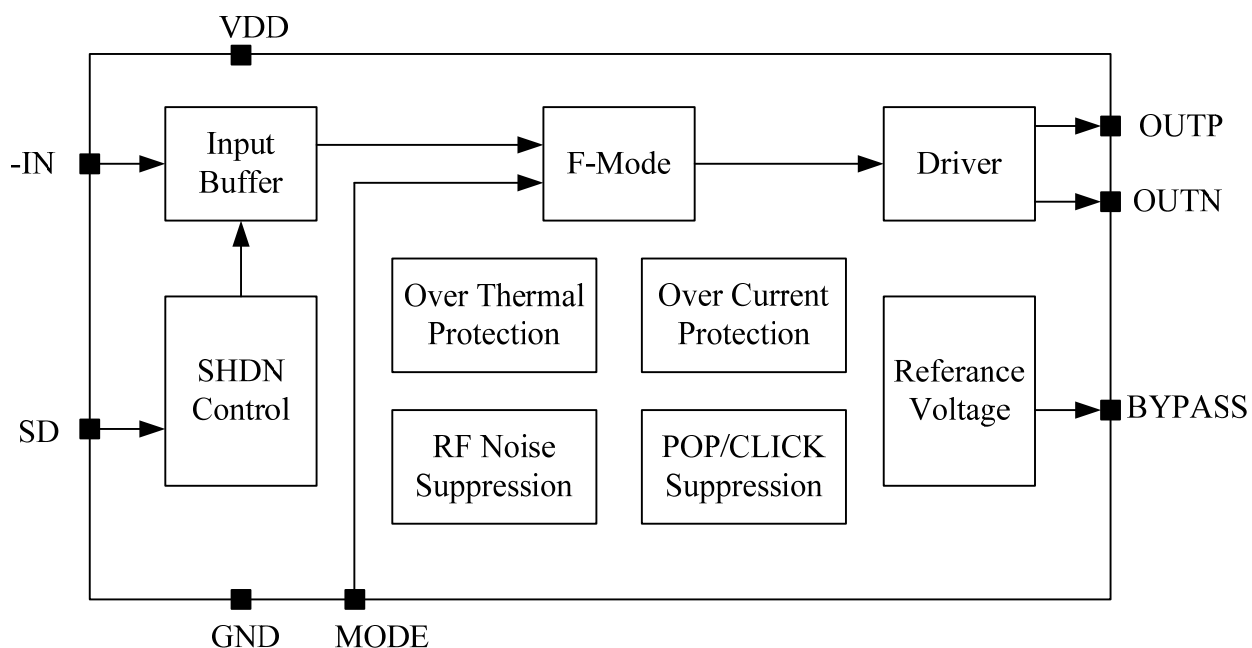 VDD
-IN
Input
Buffer
F-Mode
Driver
OUTP
OUTN
Over Thermal
Protection
Over Current
Protection
SHDN
Control
Referance
Voltage
BYPASS
SD
RF Noise
Suppression
POP/CLICK
Suppression
GND
MODE